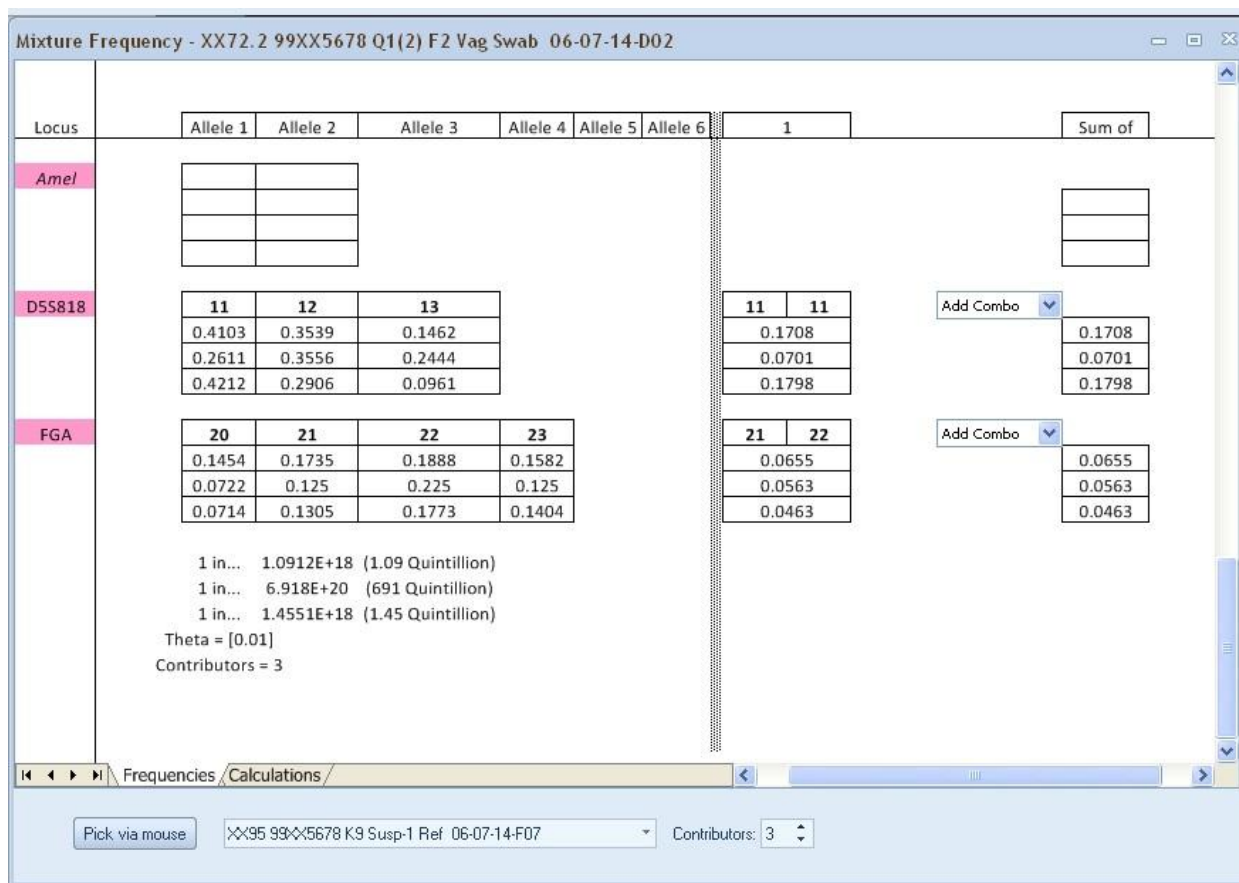 Mixture Frequency - XX72.2 99XX5678 Q1(2) F2 Vag Swab 06-07-14-D02
Locus Allele 1 Allele 2 Allele 3 Allele 4 Allele 5 Allele 6 1 Sum of
Amel
D5S818 11 12 13 11 11 Add Combo
0.4103 0.3539 0.1462 0.1708 0.1708
0.2611 0.3556 0.2444 0.0701 0.0701
0.4212 0.2906 0.0961 0.1798 0.1798
FGA 20 21 22 23 21 22 Add Combo
0.1454 0.1735 0.1888 0.1582 0.0655 0.0655
0.0722 0.125 0.225 0.125 0.0563 0.0563
0.0714 0.1305 0.1773 0.1404 0.0463 0.0463
1 in... 1.0912E+18 (1.09 Quintillion)
1 in... 6.918E+20 (691 Quintillion)
1 in... 1.4551E+18 (1.45 Quintillion)
Theta = [0.01]
Contributors = 3
Frequencies Calculations
Pick via mouse XX95 99XX5678 K9 Susp-1 Ref 06-07-14-F07 Contributors: 3